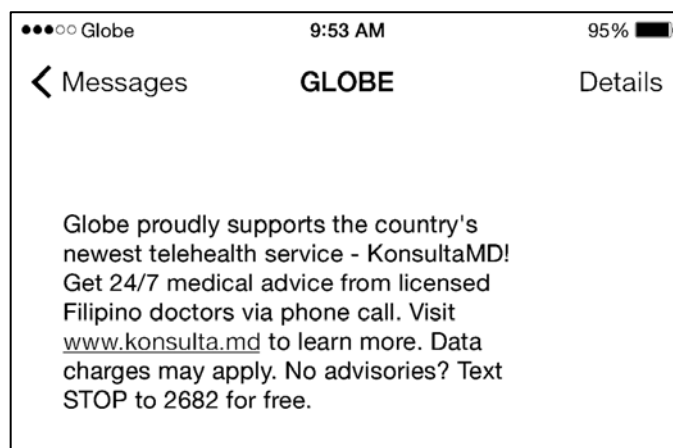 Globe 9:53 AM 95%
Messages GLOBE Details
Globe proudly supports the country's
newest telehealth service - KonsultaMD!
Get 24/7 medical advice from licensed
Filipino doctors via phone call. Visit
www.konsulta.md to learn more. Data
charges may apply. No advisories? Text
STOP to 2682 for free.